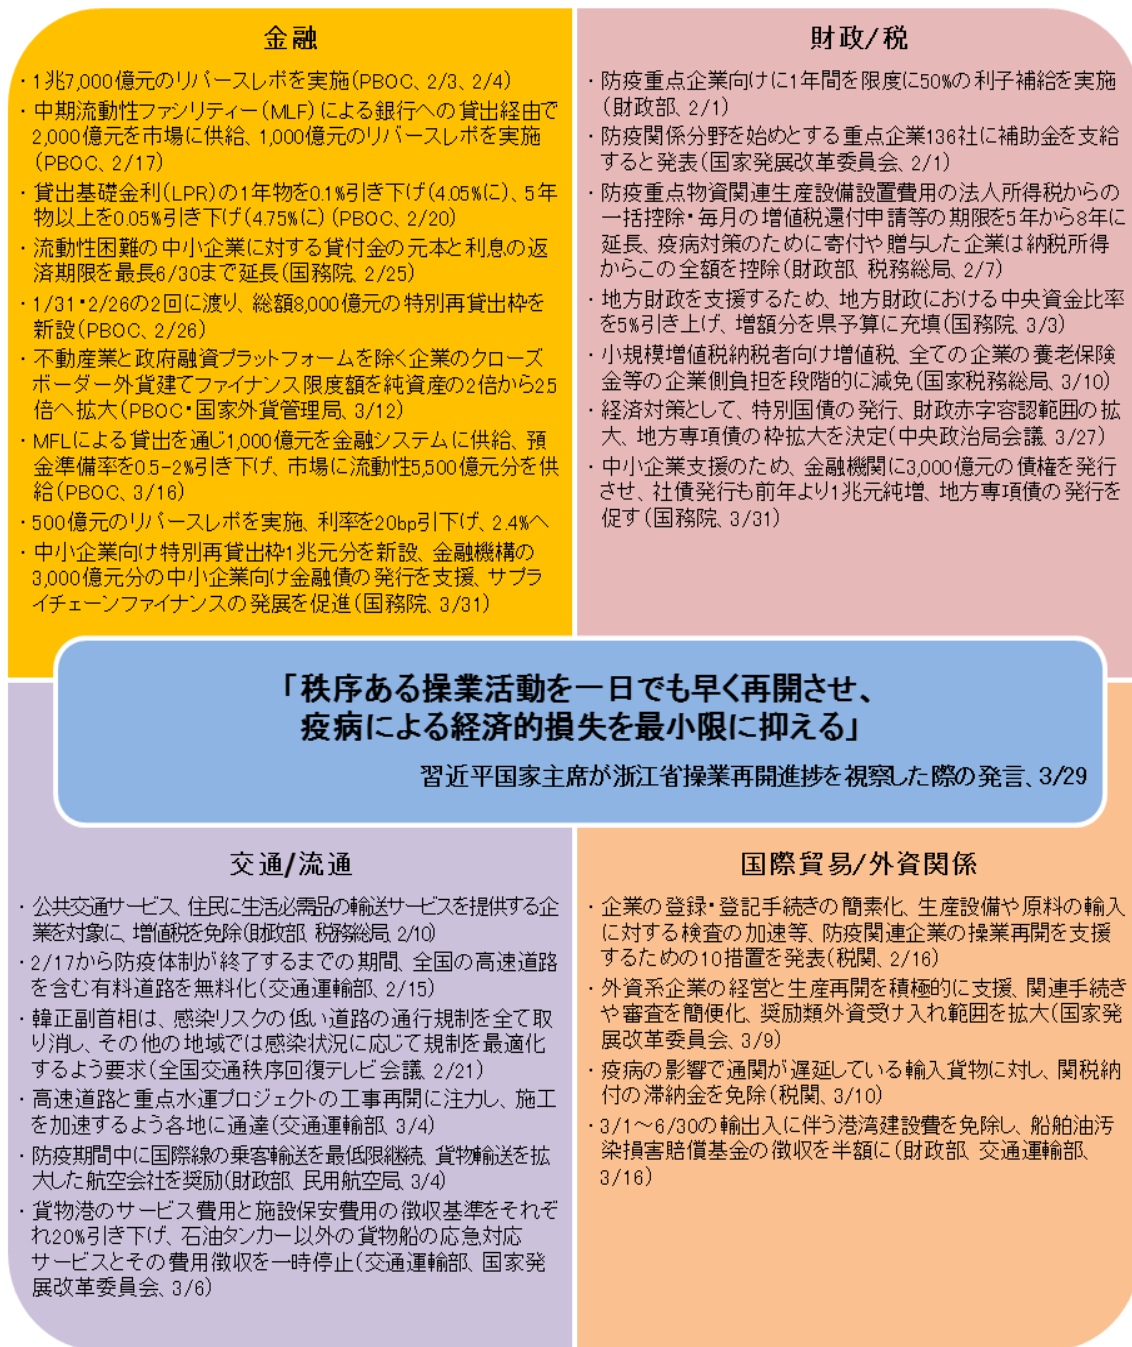 金融
・1兆7,000億元のリバースレポを実施(PBOC、2/3、2/4)
・中期流動性ファシリティー(MLF)による銀行への貸出経由で
2,000億元を市場に供給、1,000億元のリバースレポを実施
(PBOC、2/17)
・貸出基礎金利(LPR)の1年物を0.1%引き下げ(4.05%に)、5年
物以上を0.05%引き下げ(4.75%に)(PBOC、2/20)
・流動性困難の中小企業に対する貸付金の元本と利息の返
済期限を最長6/30まで延長(国務院、2/25)
・1/31・2/26の2回に渡り、総額8,000億元の特別再貸出枠を
新設(PBOC、2/26)
・不動産業と政府融資プラットフォームを除く企業のクローズ
ボーダー外貨建てファイナンス限度額を純資産の2倍から2.5
倍へ拡大(PBOC・国家外貨管理局、3/12)
・MFLによる貸出を通じ1,000億元を金融システムに供給、預
金準備率を0.5-2%引き下げ、市場に流動性5,500億元分を供
給(PBOC、3/16)
・500億元のリバースレポを実施、利率を20bp引下げ、2.4%へ
・中小企業向け特別再貸出枠1兆元分を新設、金融機構の
3,000億元分の中小企業向け金融債の発行を支援、サプラ
イチェーンファイナンスの発展を促進(国務院、3/31)
財政/税
・防疫重点企業向けに1年間を限度に50%の利子補給を実施
(財政部、2/1)
・防疫関係分野を始めとする重点企業136社に補助金を支給
すると発表(国家発展改革委員会、2/1)
・防疫重点物資関連生産設備設置費用の法人所得税からの
一括控除・毎月の増値税還付申請等の期限を5年から8年に
延長、疫病対策のために寄付や贈与した企業は納税所得
からこの全額を控除(財政部、税務総局、2/7)
・地方財政を支援するため、地方財政における中央資金比率
を5%引き上げ、増額分を県予算に充填(国務院、3/3)
・小規模増値税納税者向け増値税、全ての企業の養老保険
金等の企業側負担を段階的に減免(国家税務総局、3/10)
・経済対策として、特別国債の発行、財政赤字容認範囲の拡
大、地方専項債の枠拡大を決定(中央政治局会議、3/27)
・中小企業支援のため、金融機関に3,000億元の債権を発行
させ、社債発行も前年より1兆元純増、地方専項債の発行を
促す(国務院、3/31)
「秩序ある操業活動を一日でも早く再開させ、
疫病による経済的損失を最小限に抑える」
習近平国家主席が浙江省操業再開進捗を視察した際の発言、3/29
交通/流通
・公共交通サービス、住民に生活必需品の輸送サービスを提供する企
業を対象に、増値税を免除(財政部、税務総局、2/10)
・2/17から防疫体制が終了するまでの期間、全国の高速道路
を含む有料道路を無料化(交通運輸部、2/15)
・韓正副首相は、感染リスクの低い道路の通行規制を全て取
り消し、その他の地域では感染状況に応じて規制を最適化
するよう要求(全国交通秩序回復テレビ会議、2/21)
・高速道路と重点水運プロジェクトの工事再開に注力し、施工
を加速するよう各地に通達(交通運輸部、3/4)
・防疫期間中に国際線の乗客輸送を最低限継続、貨物輸送を拡
大した航空会社を奨励(財政部、民用航空局、3/4)
・貨物港のサービス費用と施設保安費用の徴収基準をそれぞ
れ20%引き下げ、石油タンカー以外の貨物船の応急対応
サービスとその費用徴収を一時停止(交通運輸部、国家発
展改革委員会、3/6)
国際貿易/外資関係
・企業の登録・登記手続きの簡素化、生産設備や原料の輸入
に対する検査の加速等、防疫関連企業の操業再開を支援
するための10措置を発表(税関、2/16)
・外資系企業の経営と生産再開を積極的に支援、関連手続き
や審査を簡便化、奨励類外資受け入れ範囲を拡大(国家発
展改革委員会、3/9)
・疫病の影響で通関が遅延している輸入貨物に対し、関税納
付の滞納金を免除(税関、3/10)
・3/1～6/30の輸出入に伴う港湾建設費を免除し、船舶油汚
染損害賠償基金の徴収を半額に(財政部、交通運輸部、
3/16)